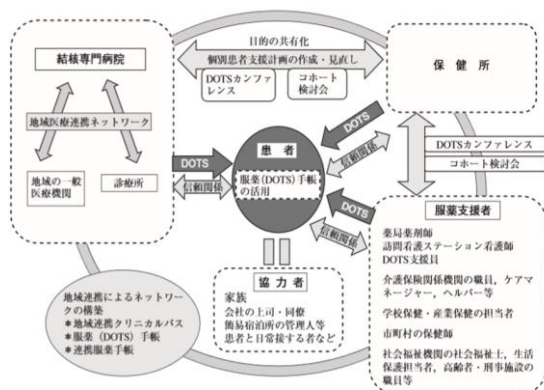 結核専門病院
地域医療連携ネットワーク
地域の一般
医療機関
診療所
目的の共有化
個別患者支援計画の作成・見直し
DOTSカンファ
レンス
コホート
検討会
保健所
DOTS
信頼関係
患者
服薬(DOTS)手帳
の活用
DOTS
信頼関係
DOTS
信頼関係
DOTSカンファレンス
コホート検討会
服薬支援者
薬局薬剤師
訪問看護ステーション看護師
DOTS支援員
介護保険関係機関の職員，ケアマ
ネージャー，ヘルパー等
学校保健・産業保健の担当者
市町村の保健師
社会福祉機関の社会福祉士，生活
保護担当者，高齢者・刑事施設の
職員等
協力者
家族
会社の上司・同僚
簡易宿泊所の管理人等
患者と日常接する者など
地域連携によるネットワー
クの構築
＊地域連携クリニカルパス
＊服薬（DOTS）手帳
＊連携服薬手帳